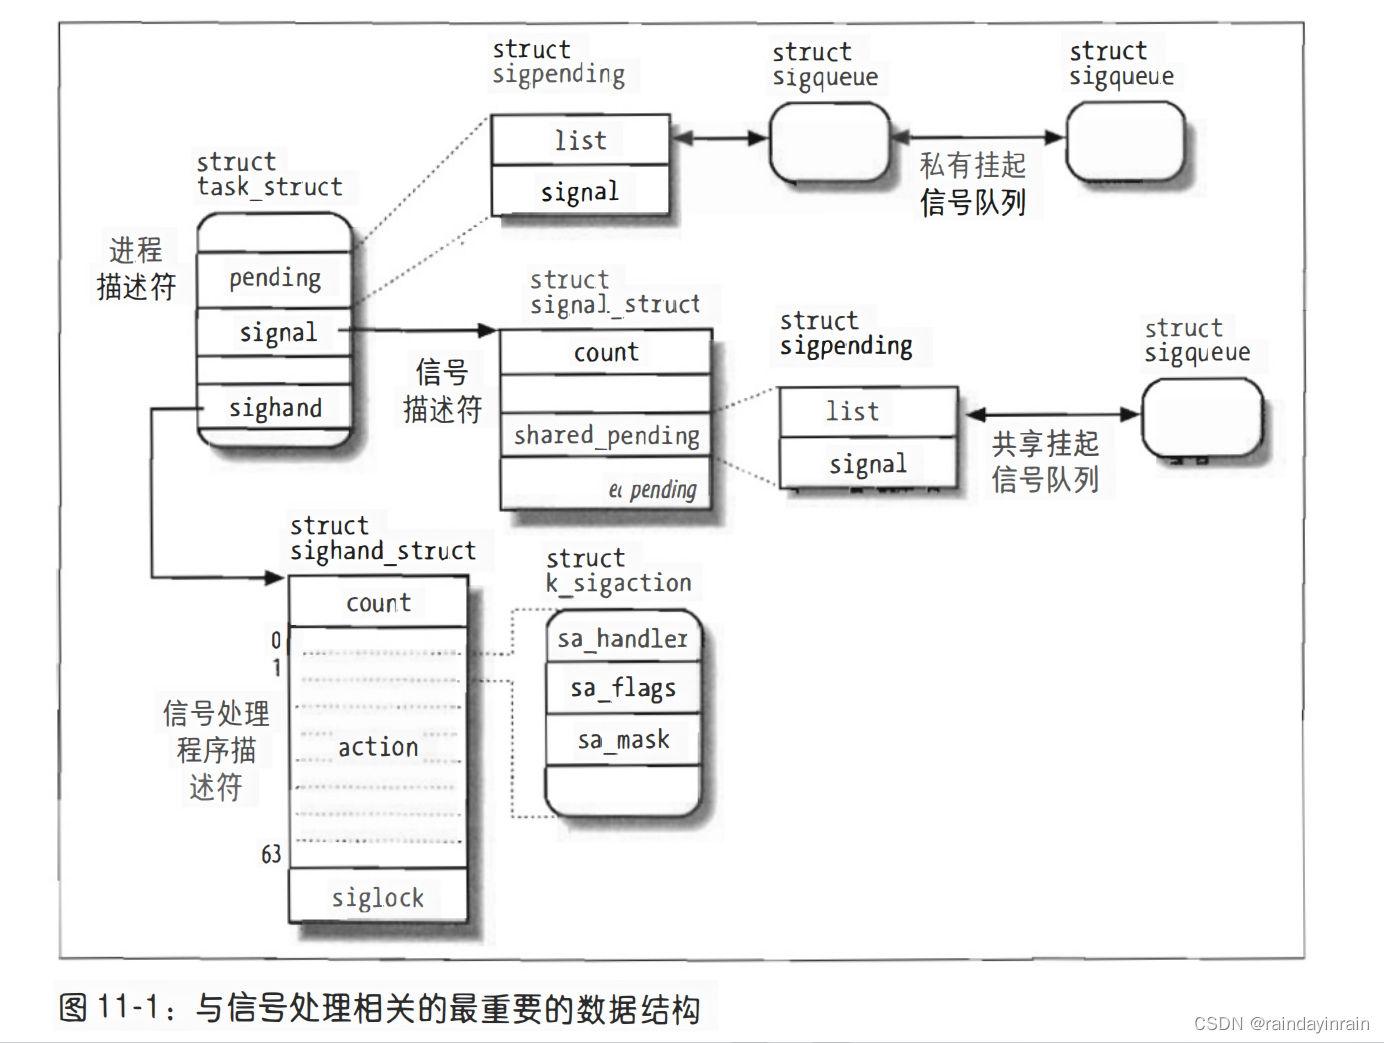 struct
sigpending
struct
sigqueue
struct
sigqueue
list
signal
私有挂起
信号队列
struct
task_struct
进程
描述符
pending
signal
sighand
struct
signal_struct
信号
描述符
count
shared_pending
pending
struct
sigpending
list
signal
共享挂起
信号队列
struct
sigqueue
struct
sighand_struct
count
0
1
信号处理
程序描
述符
action
63
siglock
struct
k_sigaction
sa_handler
sa_flags
sa_mask
图 11-1：与信号处理相关的最重要的数据结构
CSDN @raindayinrain